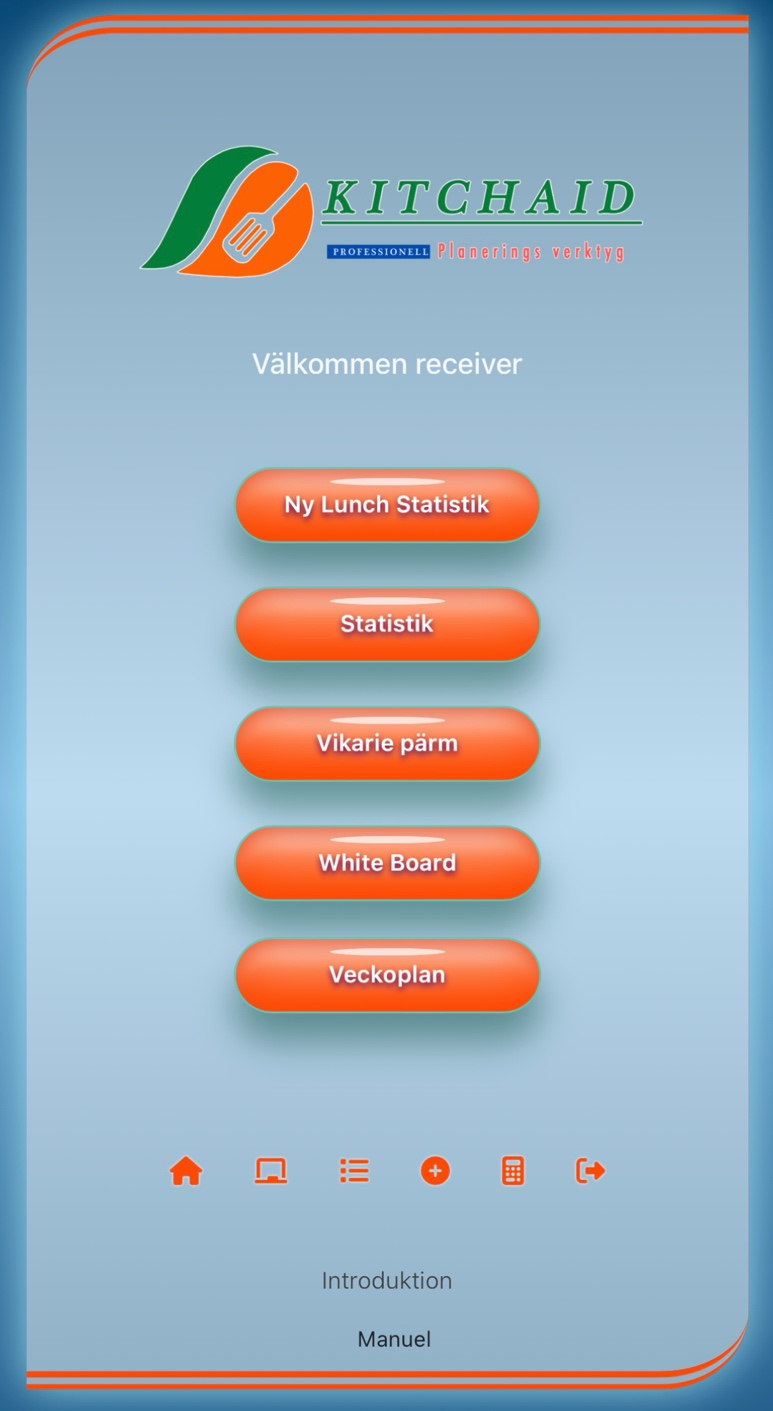 KITCHAID
PROFESSIONELL Planerings verktyg
Välkommen receiver
Ny Lunch Statistik
Statistik
Vikarie pärm
White Board
Veckoplan
Introduktion
Manuel